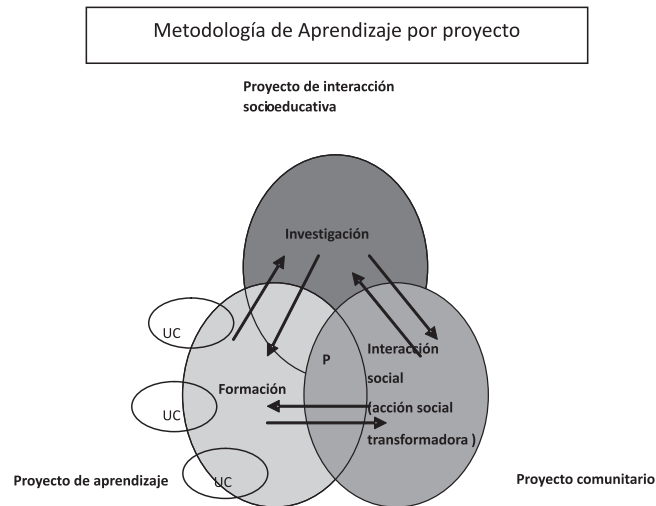 Metodología de Aprendizaje por proyecto
Proyecto de interacción
socioeducativa
Investigación
UC
P
Interacción
social
Formación
(acción social
UC
transformadora )
Proyecto de aprendizaje
UC
Proyecto comunitario